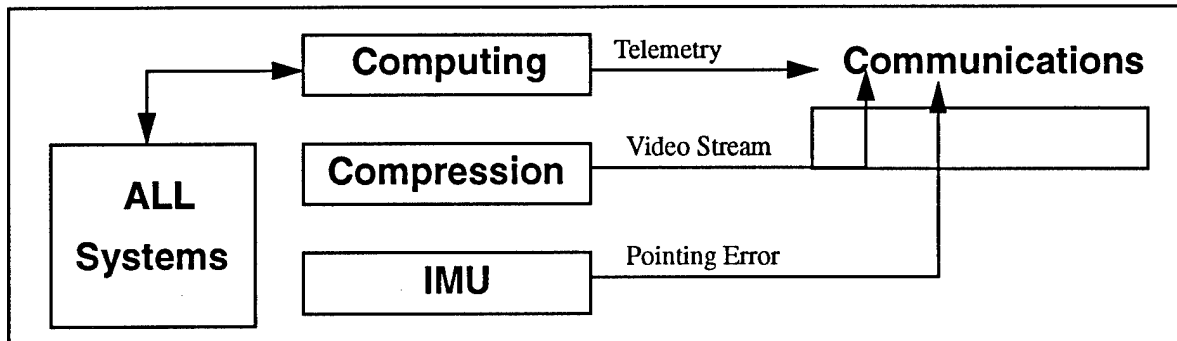 Computing
Telemetry
Communications
Compression
Video Stream
ALL
Systems
IMU
Pointing Error